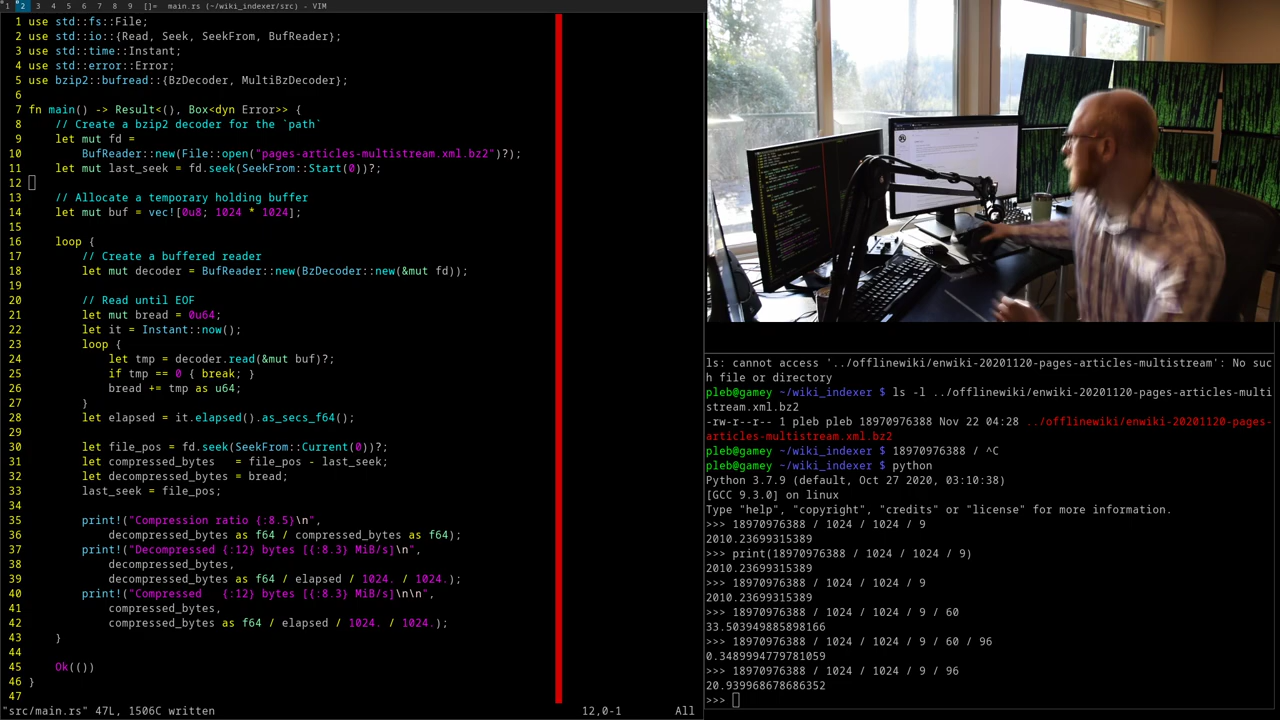 1 2 3 4 5 6 7 8 9 []= main.rs (~/wiki_indexer/src) - VIM
1 use std::fs::File;
2 use std::io::{Read, Seek, SeekFrom, BufReader};
3 use std::time::Instant;
4 use std::error::Error;
5 use bzip2::bufread::{BzDecoder, MultiBzDecoder};
6
7 fn main() -> Result<(), Box<dyn Error>> {
8     // Create a bzip2 decoder for the `path`
9     let mut fd =
10         BufReader::new(File::open("pages-articles-multistream.xml.bz2")?);
11     let mut last_seek = fd.seek(SeekFrom::Start(0))?;
12
13     // Allocate a temporary holding buffer
14     let mut buf = vec![0u8; 1024 * 1024];
15
16     loop {
17         // Create a buffered reader
18         let mut decoder = BufReader::new(BzDecoder::new(&mut fd));
19
20         // Read until EOF
21         let mut bread = 0u64;
22         let it = Instant::now();
23         loop {
24             let tmp = decoder.read(&mut buf)?;
25             if tmp == 0 { break; }
26             bread += tmp as u64;
27         }
28         let elapsed = it.elapsed().as_secs_f64();
29
30         let file_pos = fd.seek(SeekFrom::Current(0))?;
31         let compressed_bytes   = file_pos - last_seek;
32         let decompressed_bytes = bread;
33         last_seek = file_pos;
34
35         print!("Compression ratio {:8.5}\n",
36             decompressed_bytes as f64 / compressed_bytes as f64);
37         print!("Decompressed {:12} bytes [{:8.3} MiB/s]\n",
38             decompressed_bytes,
39             decompressed_bytes as f64 / elapsed / 1024. / 1024.);
40         print!("Compressed   {:12} bytes [{:8.3} MiB/s]\n\n",
41             compressed_bytes,
42             compressed_bytes as f64 / elapsed / 1024. / 1024.);
43     }
44
45     Ok(())
46 }
47
"src/main.rs" 47L, 1506C written 12,0-1 All
ls: cannot access '../offlinewiki/enwiki-20201120-pages-articles-multistream': No suc
h file or directory
pleb@gamey ~/wiki_indexer $ ls -l ../offlinewiki/enwiki-20201120-pages-articles-multi
stream.xml.bz2
-rw-r--r-- 1 pleb pleb 18970976388 Nov 22 04:28 ../offlinewiki/enwiki-20201120-pages-
articles-multistream.xml.bz2
pleb@gamey ~/wiki_indexer $ 18970976388 / ^C
pleb@gamey ~/wiki_indexer $ python
Python 3.7.9 (default, Oct 27 2020, 03:10:38)
[GCC 9.3.0] on linux
Type "help", "copyright", "credits" or "license" for more information.
>>> 18970976388 / 1024 / 1024 / 9
2010.23699315389
>>> print(18970976388 / 1024 / 1024 / 9)
2010.23699315389
>>> 18970976388 / 1024 / 1024 / 9
2010.23699315389
>>> 18970976388 / 1024 / 1024 / 9 / 60
33.503949885898166
>>> 18970976388 / 1024 / 1024 / 9 / 60 / 96
0.3489994779781059
>>> 18970976388 / 1024 / 1024 / 9 / 96
20.939968678686352
>>>